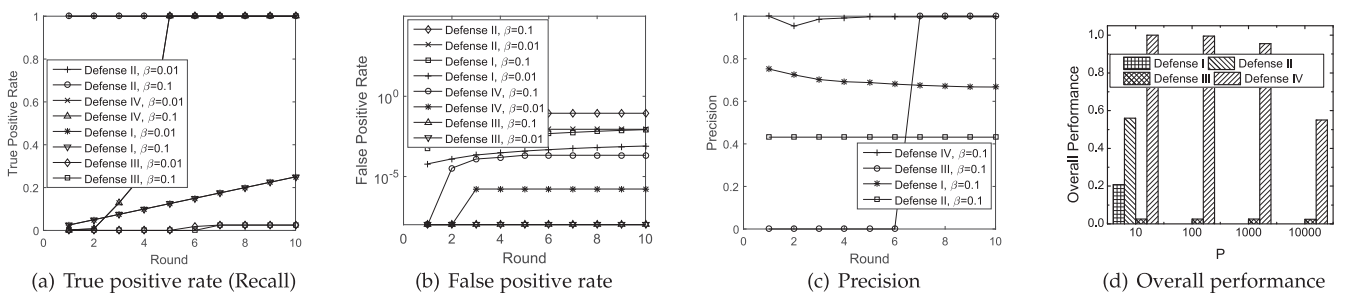 True Positive Rate
1
0.8
0.6
0.4
0.2
0
Defense II, β=0.01
Defense II, β=0.1
Defense IV, β=0.01
Defense IV, β=0.1
Defense I, β=0.01
Defense I, β=0.1
Defense III, β=0.01
Defense III, β=0.1
0 2 4 6 8 10
Round
(a) True positive rate (Recall)
False Positive Rate
10^0
10^-5
Defense II, β=0.1
Defense II, β=0.01
Defense I, β=0.1
Defense I, β=0.01
Defense IV, β=0.1
Defense IV, β=0.01
Defense III, β=0.1
Defense III, β=0.01
0 2 4 6 8 10
Round
(b) False positive rate
Precision
1
0.8
0.6
0.4
0.2
0
Defense IV, β=0.1
Defense III, β=0.1
Defense I, β=0.1
Defense II, β=0.1
0 2 4 6 8 10
Round
(c) Precision
Overall Performance
1.0
0.8
0.6
0.4
0.2
0.0
Defense I Defense II
Defense III Defense IV
10 100 1000 10000
P
(d) Overall performance